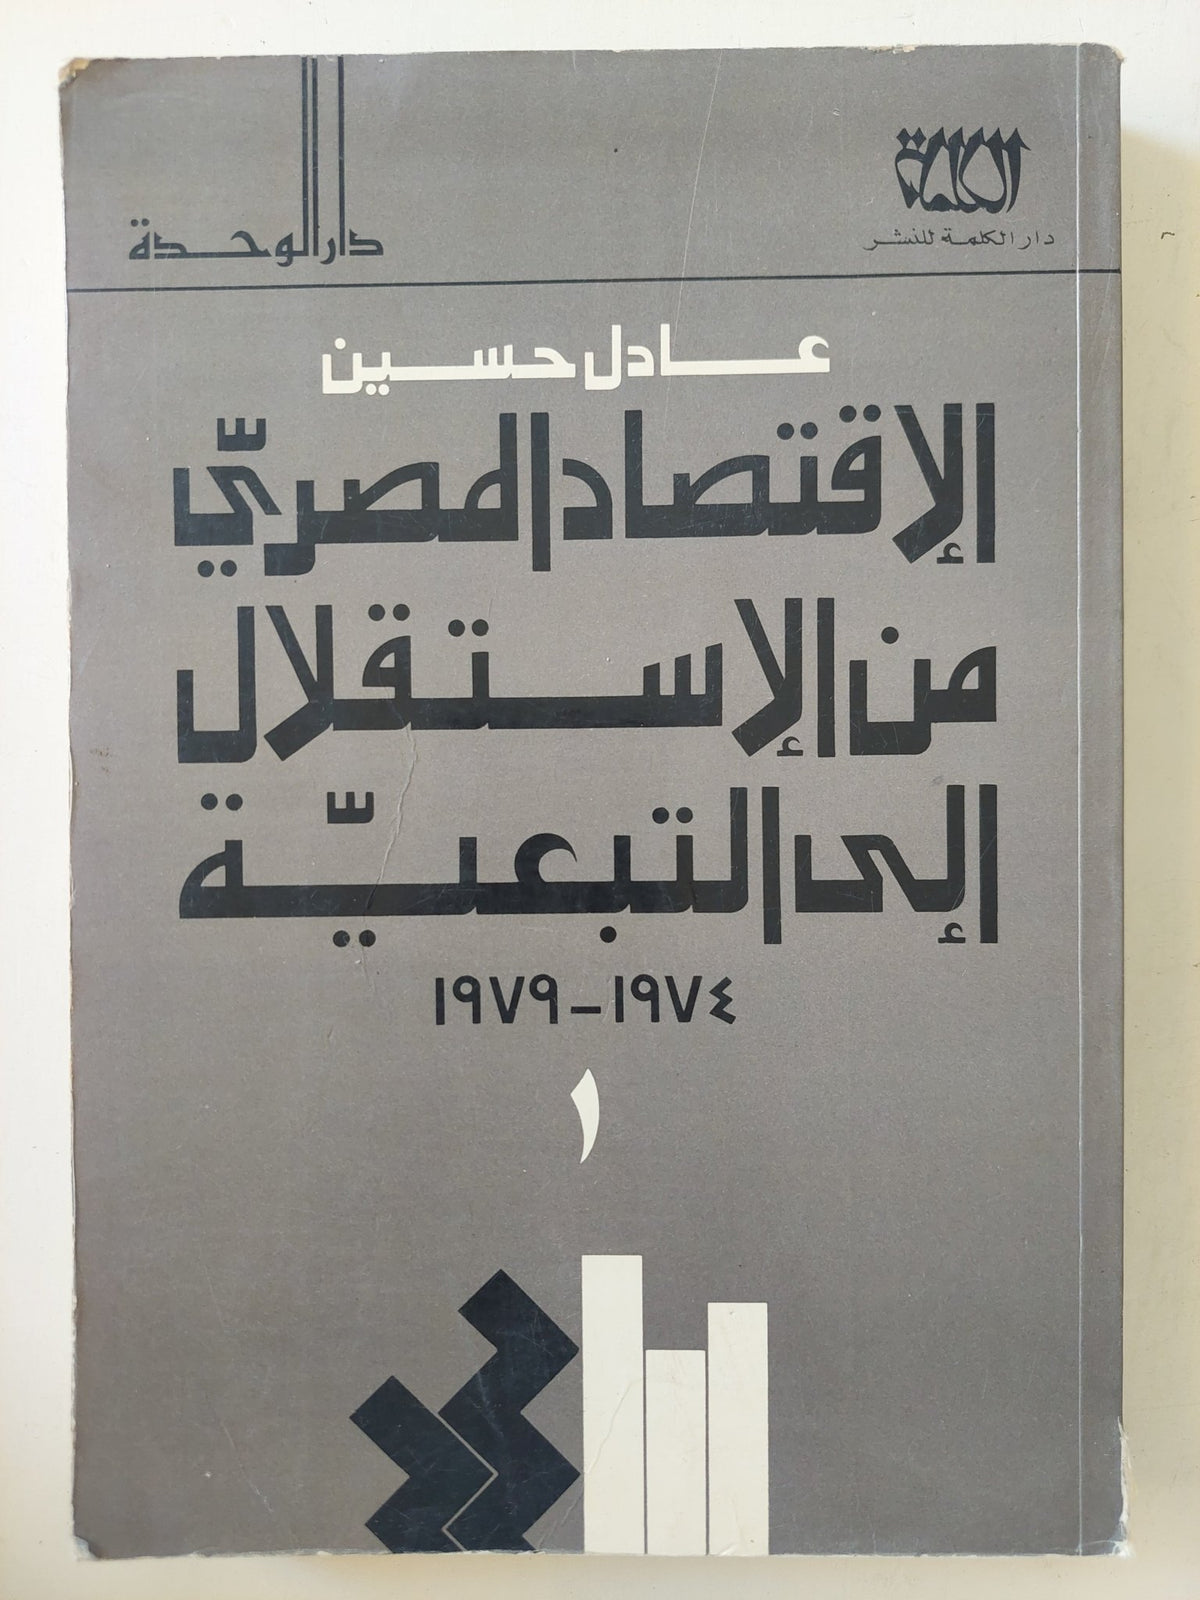 الكلمة
دار الكلمة للنشر
دار الوحدة
عادل حسين
الإقتصاد المصريّ
من الإستقلال
إلى التبعيّة
١٩٧٤-١٩٧٩
١